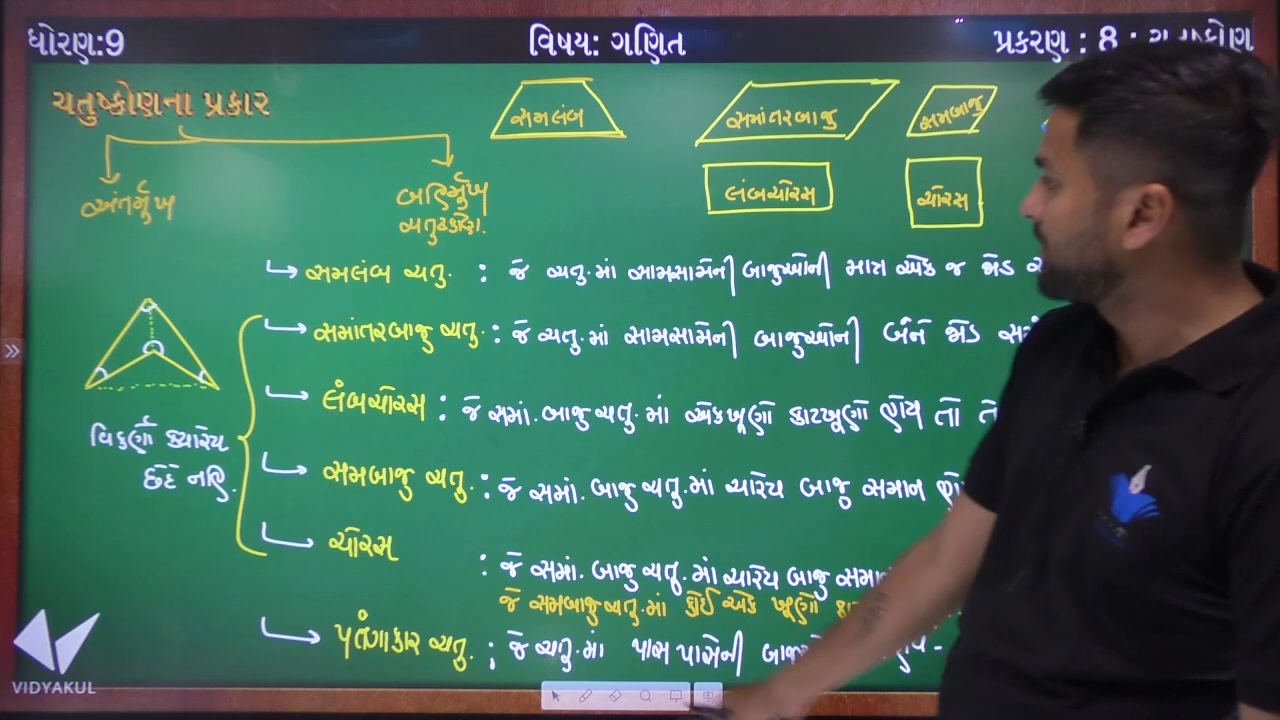 ધોરણ:9
વિષય: ગણિત
પ્રકરણ : 8 : ચતુષ્કોણ
ચતુષ્કોણના પ્રકાર
સમલંબ
સમાંતરબાજુ
સમબાજુ
અંતર્મુખ
બહિર્મુખ
ચતુષ્કોણ.
લંબચોરસ
ચોરસ
સમલંબ ચતુ. : જે ચતુ.માં સામસામેની બાજુઓની માત્ર એક જ જોડ
સમાંતરબાજુ ચતુ. : જે ચતુ.માં સામસામેની બાજુઓની બંને જોડ
લંબચોરસ : જે સમાં. બાજુ ચતુ. માં એકખૂણો કાટખૂણો હોય તો
વિકર્ણો ક્યારેય
છેદે નહિ.
સમબાજુ ચતુ. : જે સમાં. બાજુ ચતુ.માં ચારેય બાજુ સમાન
ચોરસ : જે સમાં. બાજુ ચતુ.માં ચારેય બાજુ
જે સમબાજુ ચતુ.માં કોઈ એક ખૂણો
પતંગાકાર ચતુ. : જે ચતુ.માં પાસ પાસેની
VIDYAKUL